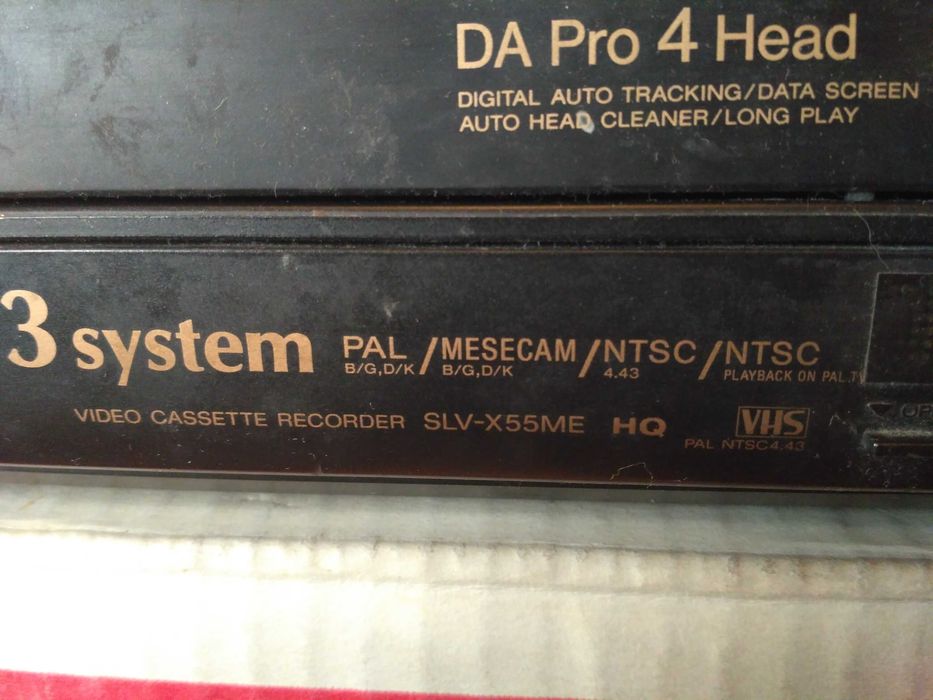 DA Pro 4 Head
DIGITAL AUTO TRACKING/DATA SCREEN
AUTO HEAD CLEANER/LONG PLAY
3 system PAL/MESECAM/NTSC/NTSC
B/G,D/K B/G,D/K 4.43 PLAYBACK ON PAL TV
VIDEO CASSETTE RECORDER SLV-X55ME HQ VHS
PAL NTSC4.43